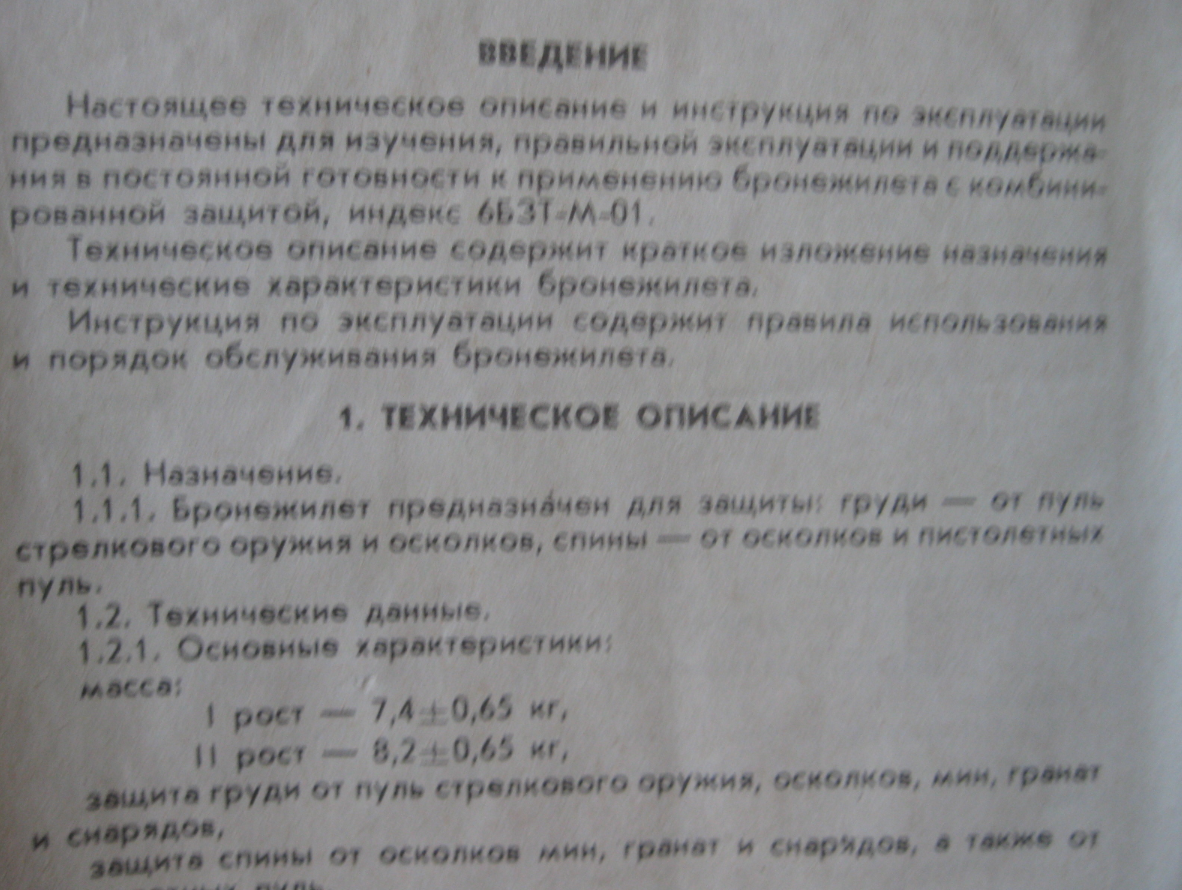 ВВЕДЕНИЕ
Настоящее техническое описание и инструкция по эксплуатации
предназначены для изучения, правильной эксплуатации и поддержа-
ния в постоянной готовности к применению бронежилета с комбини-
рованной защитой, индекс 6Б3Т-М-01.
Техническое описание содержит краткое изложение назначения
и технические характеристики бронежилета.
Инструкция по эксплуатации содержит правила использования
и порядок обслуживания бронежилета.
1. ТЕХНИЧЕСКОЕ ОПИСАНИЕ
1.1. Назначение.
1.1.1. Бронежилет предназначен для защиты: груди — от пуль
стрелкового оружия и осколков, спины — от осколков и пистолетных
пуль.
1.2. Технические данные.
1.2.1. Основные характеристики:
масса:
I рост — 7,4±0,65 кг,
II рост — 8,2±0,65 кг,
защита груди от пуль стрелкового оружия, осколков, мин, гранат
и снарядов,
защита спины от осколков мин, гранат и снарядов, а также от
пуль.